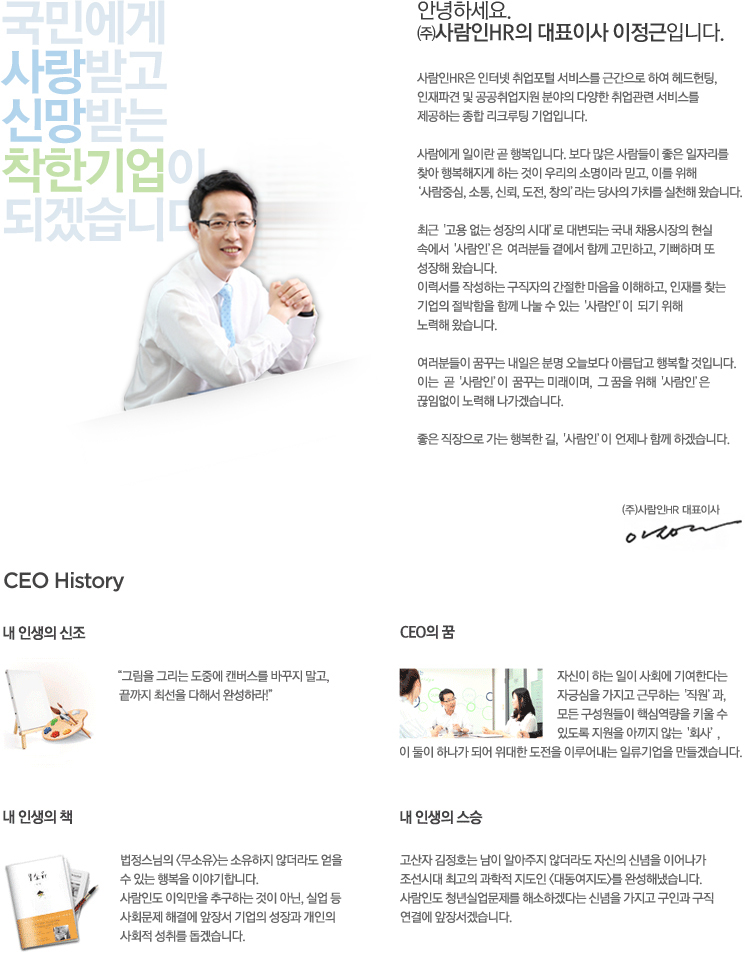 국민에게
사랑받고
신망받는
착한기업이
되겠습니다
안녕하세요.
㈜사람인HR의 대표이사 이정근입니다.
사람인HR은 인터넷 취업포털 서비스를 근간으로 하여 헤드헌팅,
인재파견 및 공공취업지원 분야의 다양한 취업관련 서비스를
제공하는 종합 리크루팅 기업입니다.
사람에게 일이란 곧 행복입니다. 보다 많은 사람들이 좋은 일자리를
찾아 행복해지게 하는 것이 우리의 소명이라 믿고, 이를 위해
'사람중심, 소통, 신뢰, 도전, 창의'라는 당사의 가치를 실천해 왔습니다.
최근 '고용 없는 성장의 시대'로 대변되는 국내 채용시장의 현실
속에서 '사람인'은 여러분들 곁에서 함께 고민하고, 기뻐하며 또
성장해 왔습니다.
이력서를 작성하는 구직자의 간절한 마음을 이해하고, 인재를 찾는
기업의 절박함을 함께 나눌 수 있는 '사람인'이 되기 위해
노력해 왔습니다.
여러분들이 꿈꾸는 내일은 분명 오늘보다 아름답고 행복할 것입니다.
이는 곧 '사람인'이 꿈꾸는 미래이며, 그 꿈을 위해 '사람인'은
끊임없이 노력해 나가겠습니다.
좋은 직장으로 가는 행복한 길, '사람인'이 언제나 함께 하겠습니다.
(주)사람인HR 대표이사
CEO History
내 인생의 신조
“그림을 그리는 도중에 캔버스를 바꾸지 말고,
끝까지 최선을 다해서 완성하라!”
CEO의 꿈
자신이 하는 일이 사회에 기여한다는
자긍심을 가지고 근무하는 '직원'과,
모든 구성원들이 핵심역량을 키울 수
있도록 지원을 아끼지 않는 '회사' ,
이 둘이 하나가 되어 위대한 도전을 이루어내는 일류기업을 만들겠습니다.
내 인생의 책
무소유
법정스님의 <무소유>는 소유하지 않더라도 얻을
수 있는 행복을 이야기합니다.
사람인도 이익만을 추구하는 것이 아닌, 실업 등
사회문제 해결에 앞장서 기업의 성장과 개인의
사회적 성취를 돕겠습니다.
내 인생의 스승
고산자 김정호는 남이 알아주지 않더라도 자신의 신념을 이어나가
조선시대 최고의 과학적 지도인 <대동여지도>를 완성해냈습니다.
사람인도 청년실업문제를 해소하겠다는 신념을 가지고 구인과 구직
연결에 앞장서겠습니다.